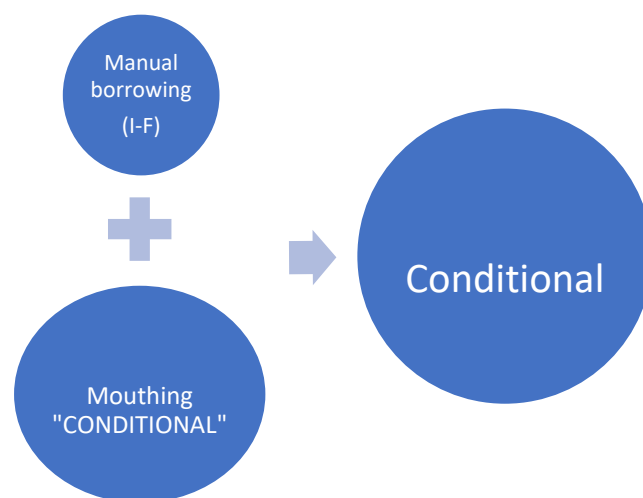 Manual
borrowing
(I-F)
Mouthing
"CONDITIONAL"
Conditional